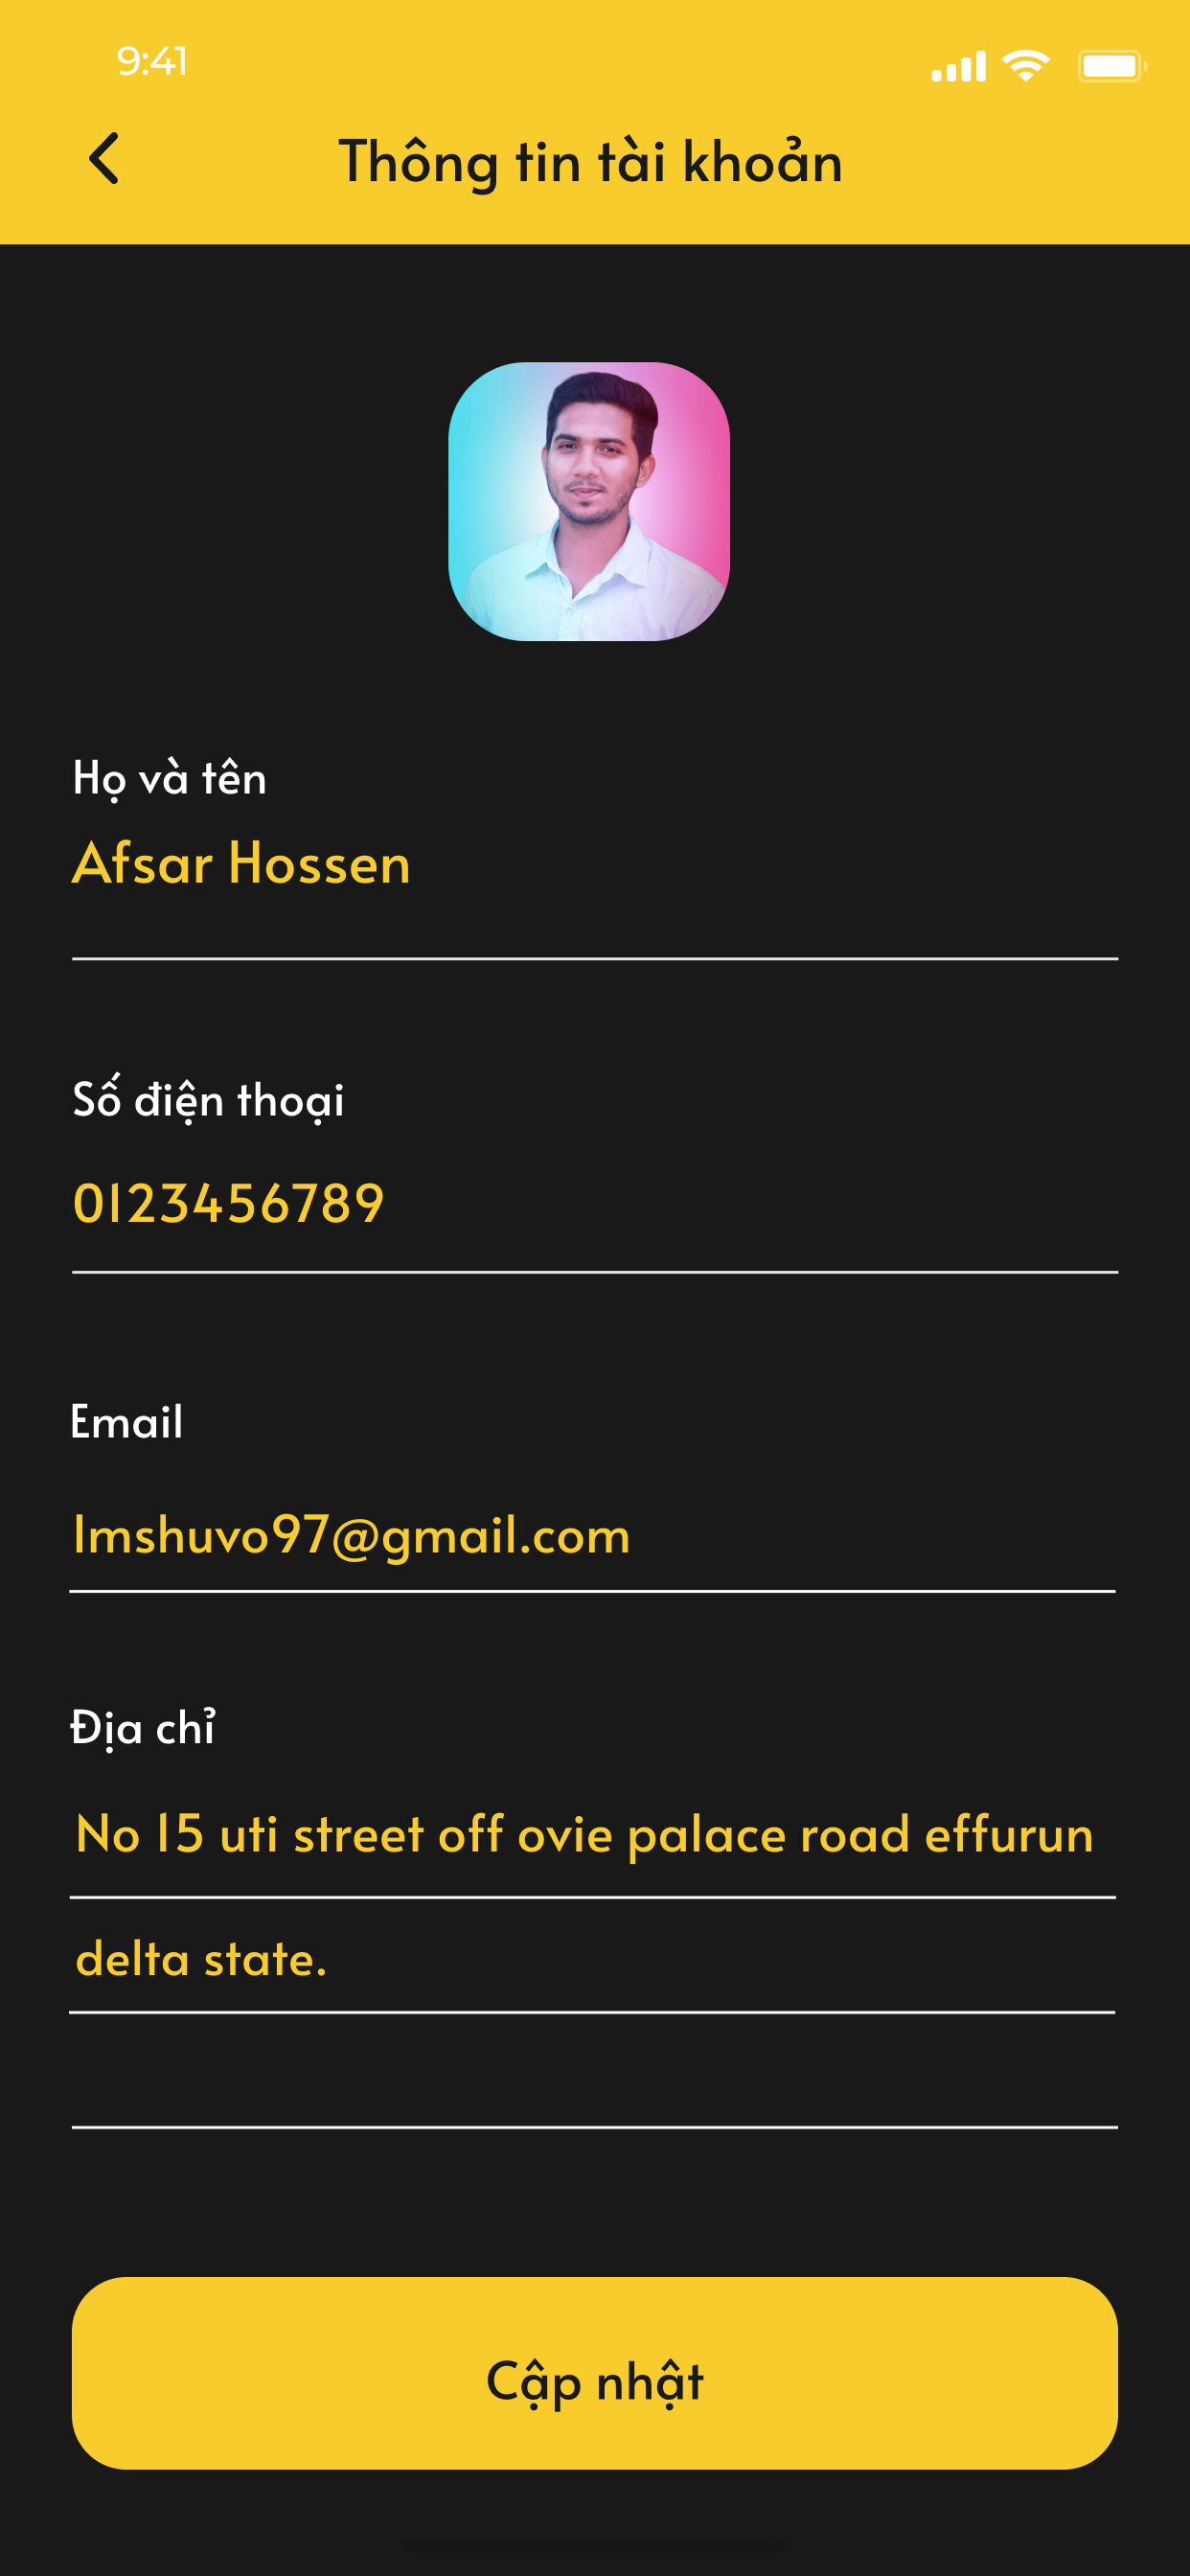 9:41
Thông tin tài khoản
Họ và tên
Afsar Hossen
Số điện thoại
0123456789
Email
Imshuvo97@gmail.com
Địa chỉ
No 15 uti street off ovie palace road effurun
delta state.
Cập nhật